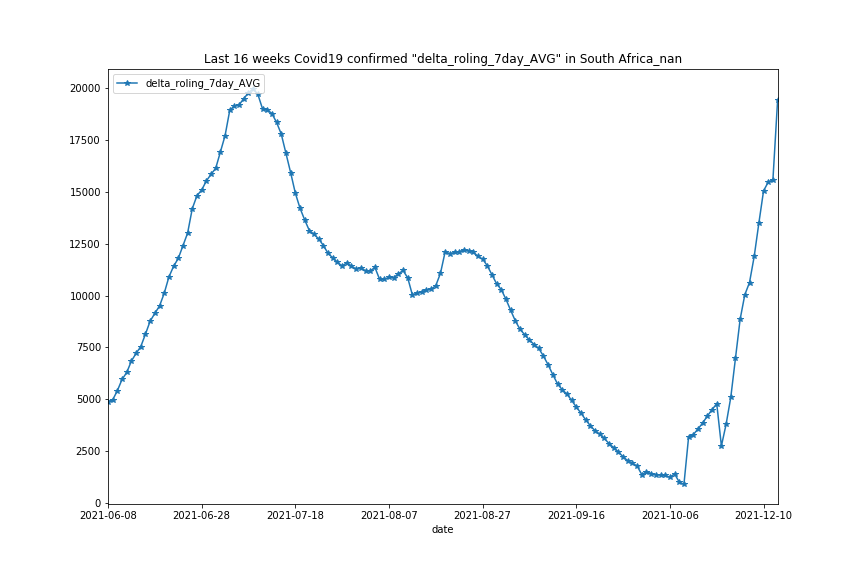 Last 16 weeks Covid19 confirmed "delta_roling_7day_AVG" in South Africa_nan
delta_roling_7day_AVG
20000
17500
15000
12500
10000
7500
5000
2500
0
2021-06-08 2021-06-28 2021-07-18 2021-08-07 2021-08-27 2021-09-16 2021-10-06 2021-12-10
date